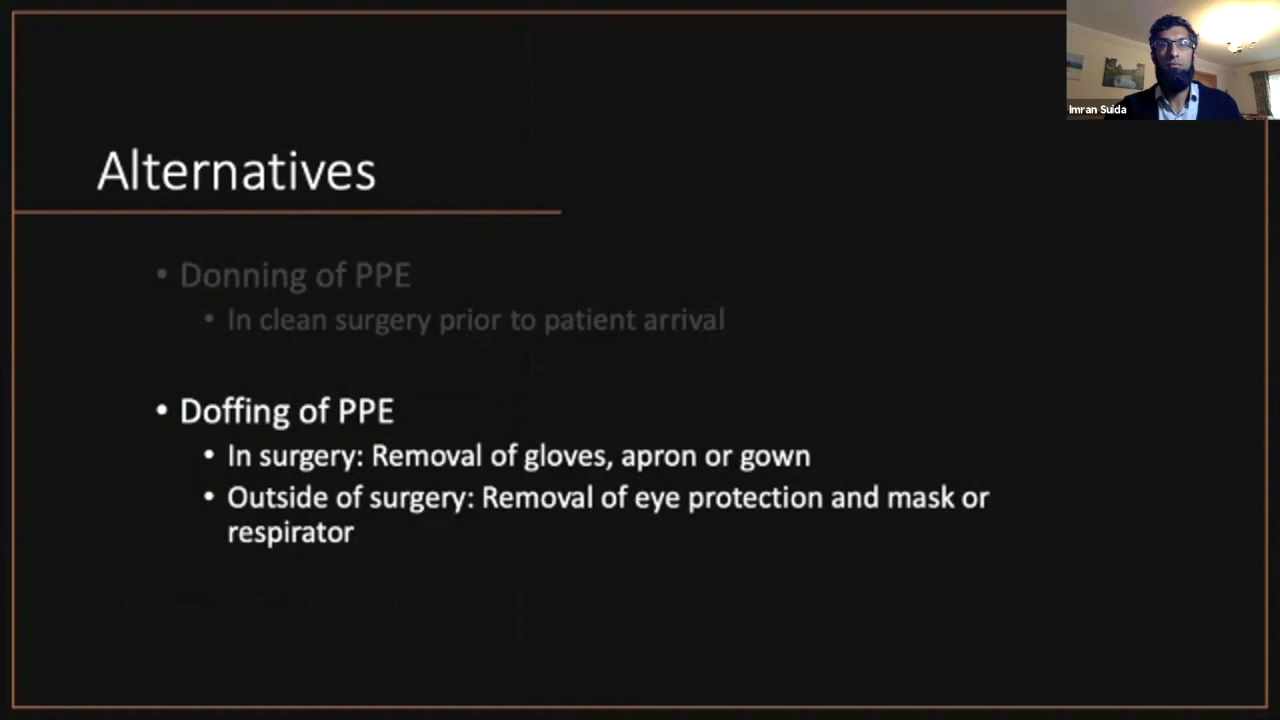 Imran Suida
Alternatives
• Donning of PPE
• In clean surgery prior to patient arrival
• Doffing of PPE
• In surgery: Removal of gloves, apron or gown
• Outside of surgery: Removal of eye protection and mask or
respirator